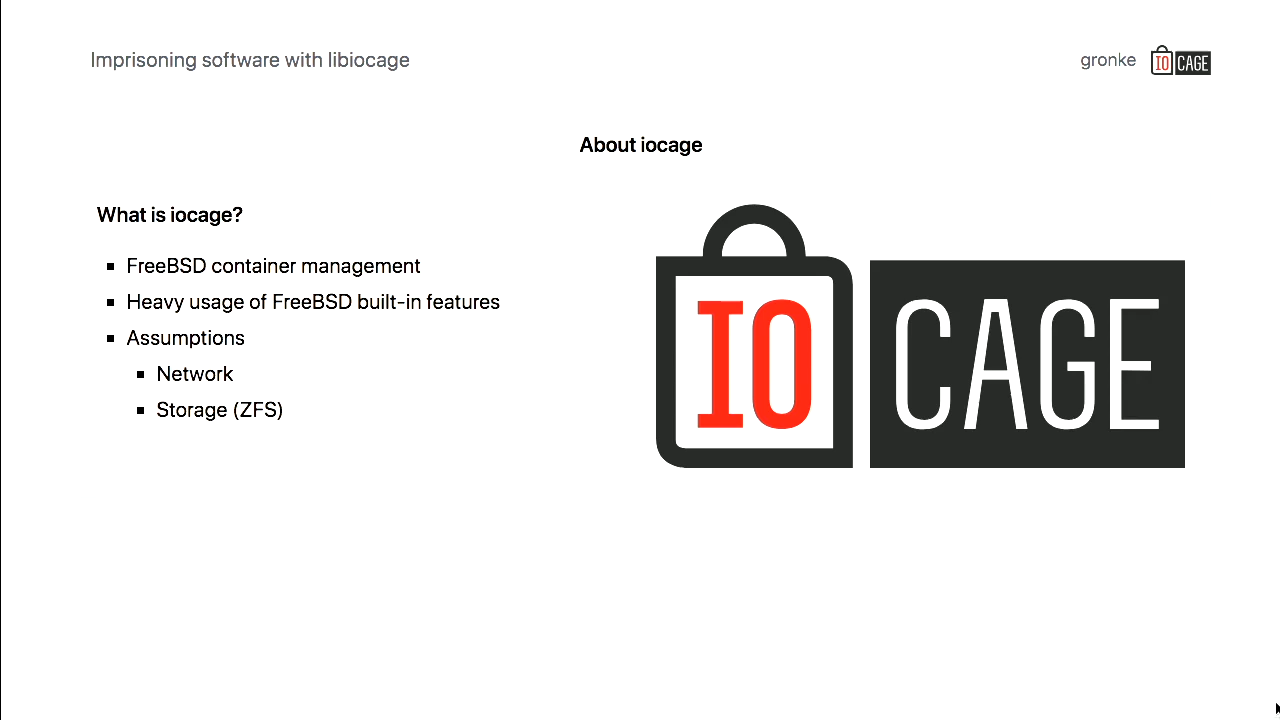 Imprisoning software with libiocage
gronke IO CAGE
About iocage
What is iocage?
FreeBSD container management
Heavy usage of FreeBSD built-in features
Assumptions
Network
Storage (ZFS)
IO CAGE